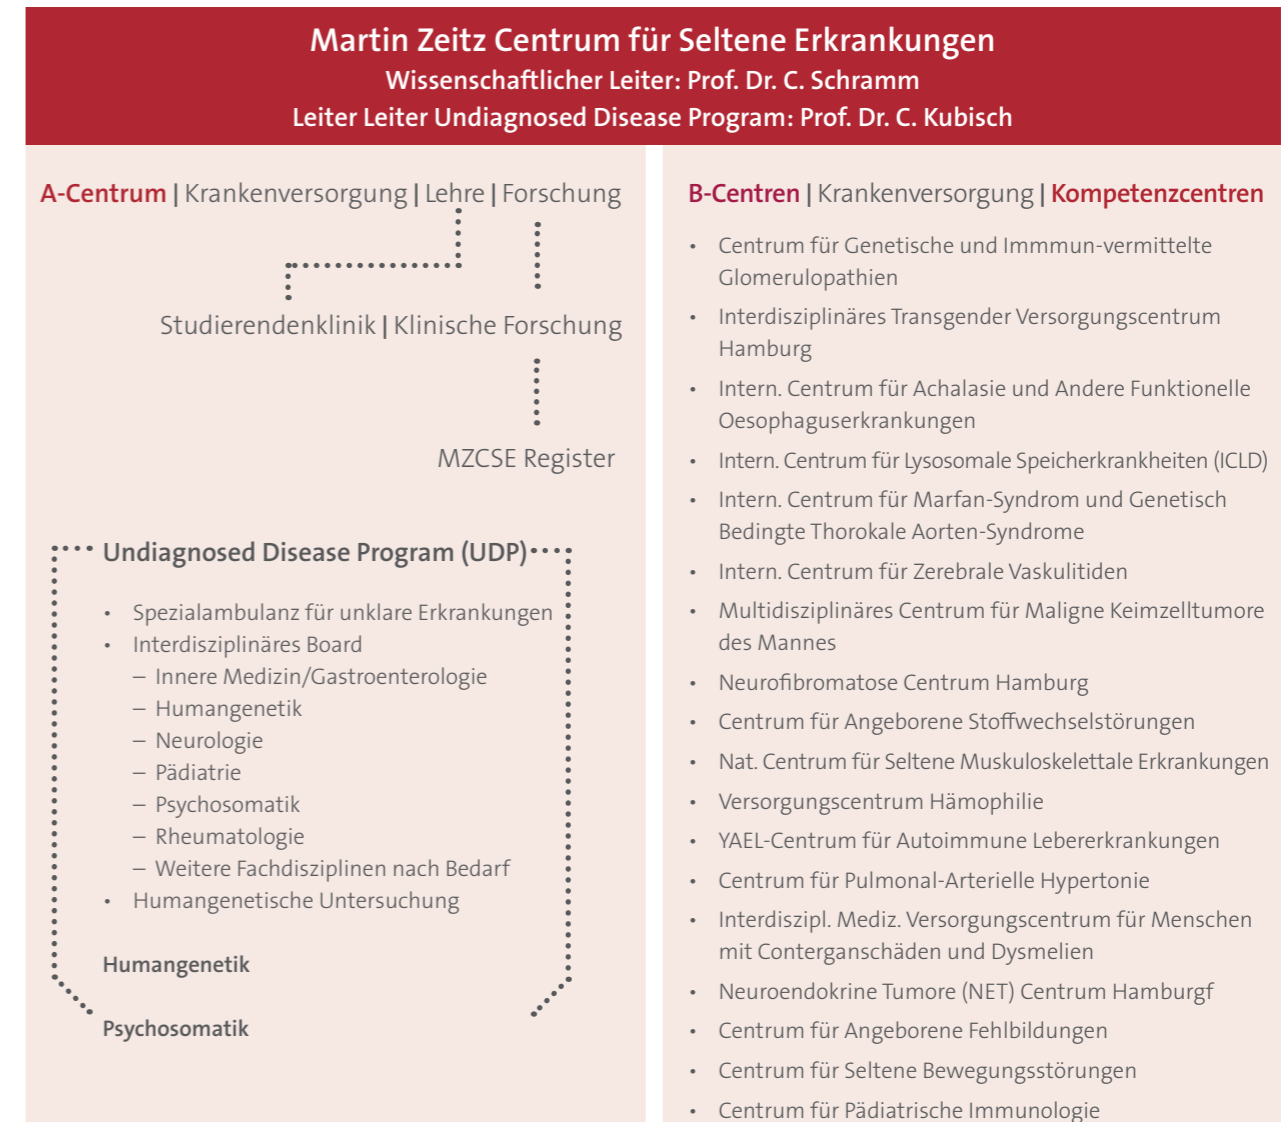 Martin Zeitz Centrum für Seltene Erkrankungen
Wissenschaftlicher Leiter: Prof. Dr. C. Schramm
Leiter Leiter Undiagnosed Disease Program: Prof. Dr. C. Kubisch
A-Centrum | Krankenversorgung | Lehre | Forschung
Studierendenklinik | Klinische Forschung
MZCSE Register
Undiagnosed Disease Program (UDP)
• Spezialambulanz für unklare Erkrankungen
• Interdisziplinäres Board
– Innere Medizin/Gastroenterologie
– Humangenetik
– Neurologie
– Pädiatrie
– Psychosomatik
– Rheumatologie
– Weitere Fachdisziplinen nach Bedarf
• Humangenetische Untersuchung
Humangenetik
Psychosomatik
B-Centren | Krankenversorgung | Kompetenzcentren
• Centrum für Genetische und Immmun-vermittelte
Glomerulopathien
• Interdisziplinäres Transgender Versorgungscentrum
Hamburg
• Intern. Centrum für Achalasie und Andere Funktionelle
Oesophaguserkrankungen
• Intern. Centrum für Lysosomale Speicherkrankheiten (ICLD)
• Intern. Centrum für Marfan-Syndrom und Genetisch
Bedingte Thorokale Aorten-Syndrome
• Intern. Centrum für Zerebrale Vaskulitiden
• Multidisziplinäres Centrum für Maligne Keimzelltumore
des Mannes
• Neurofibromatose Centrum Hamburg
• Centrum für Angeborene Stoffwechselstörungen
• Nat. Centrum für Seltene Muskuloskelettale Erkrankungen
• Versorgungscentrum Hämophilie
• YAEL-Centrum für Autoimmune Lebererkrankungen
• Centrum für Pulmonal-Arterielle Hypertonie
• Interdiszipl. Mediz. Versorgungscentrum für Menschen
mit Conterganschäden und Dysmelien
• Neuroendokrine Tumore (NET) Centrum Hamburgf
• Centrum für Angeborene Fehlbildungen
• Centrum für Seltene Bewegungsstörungen
• Centrum für Pädiatrische Immunologie